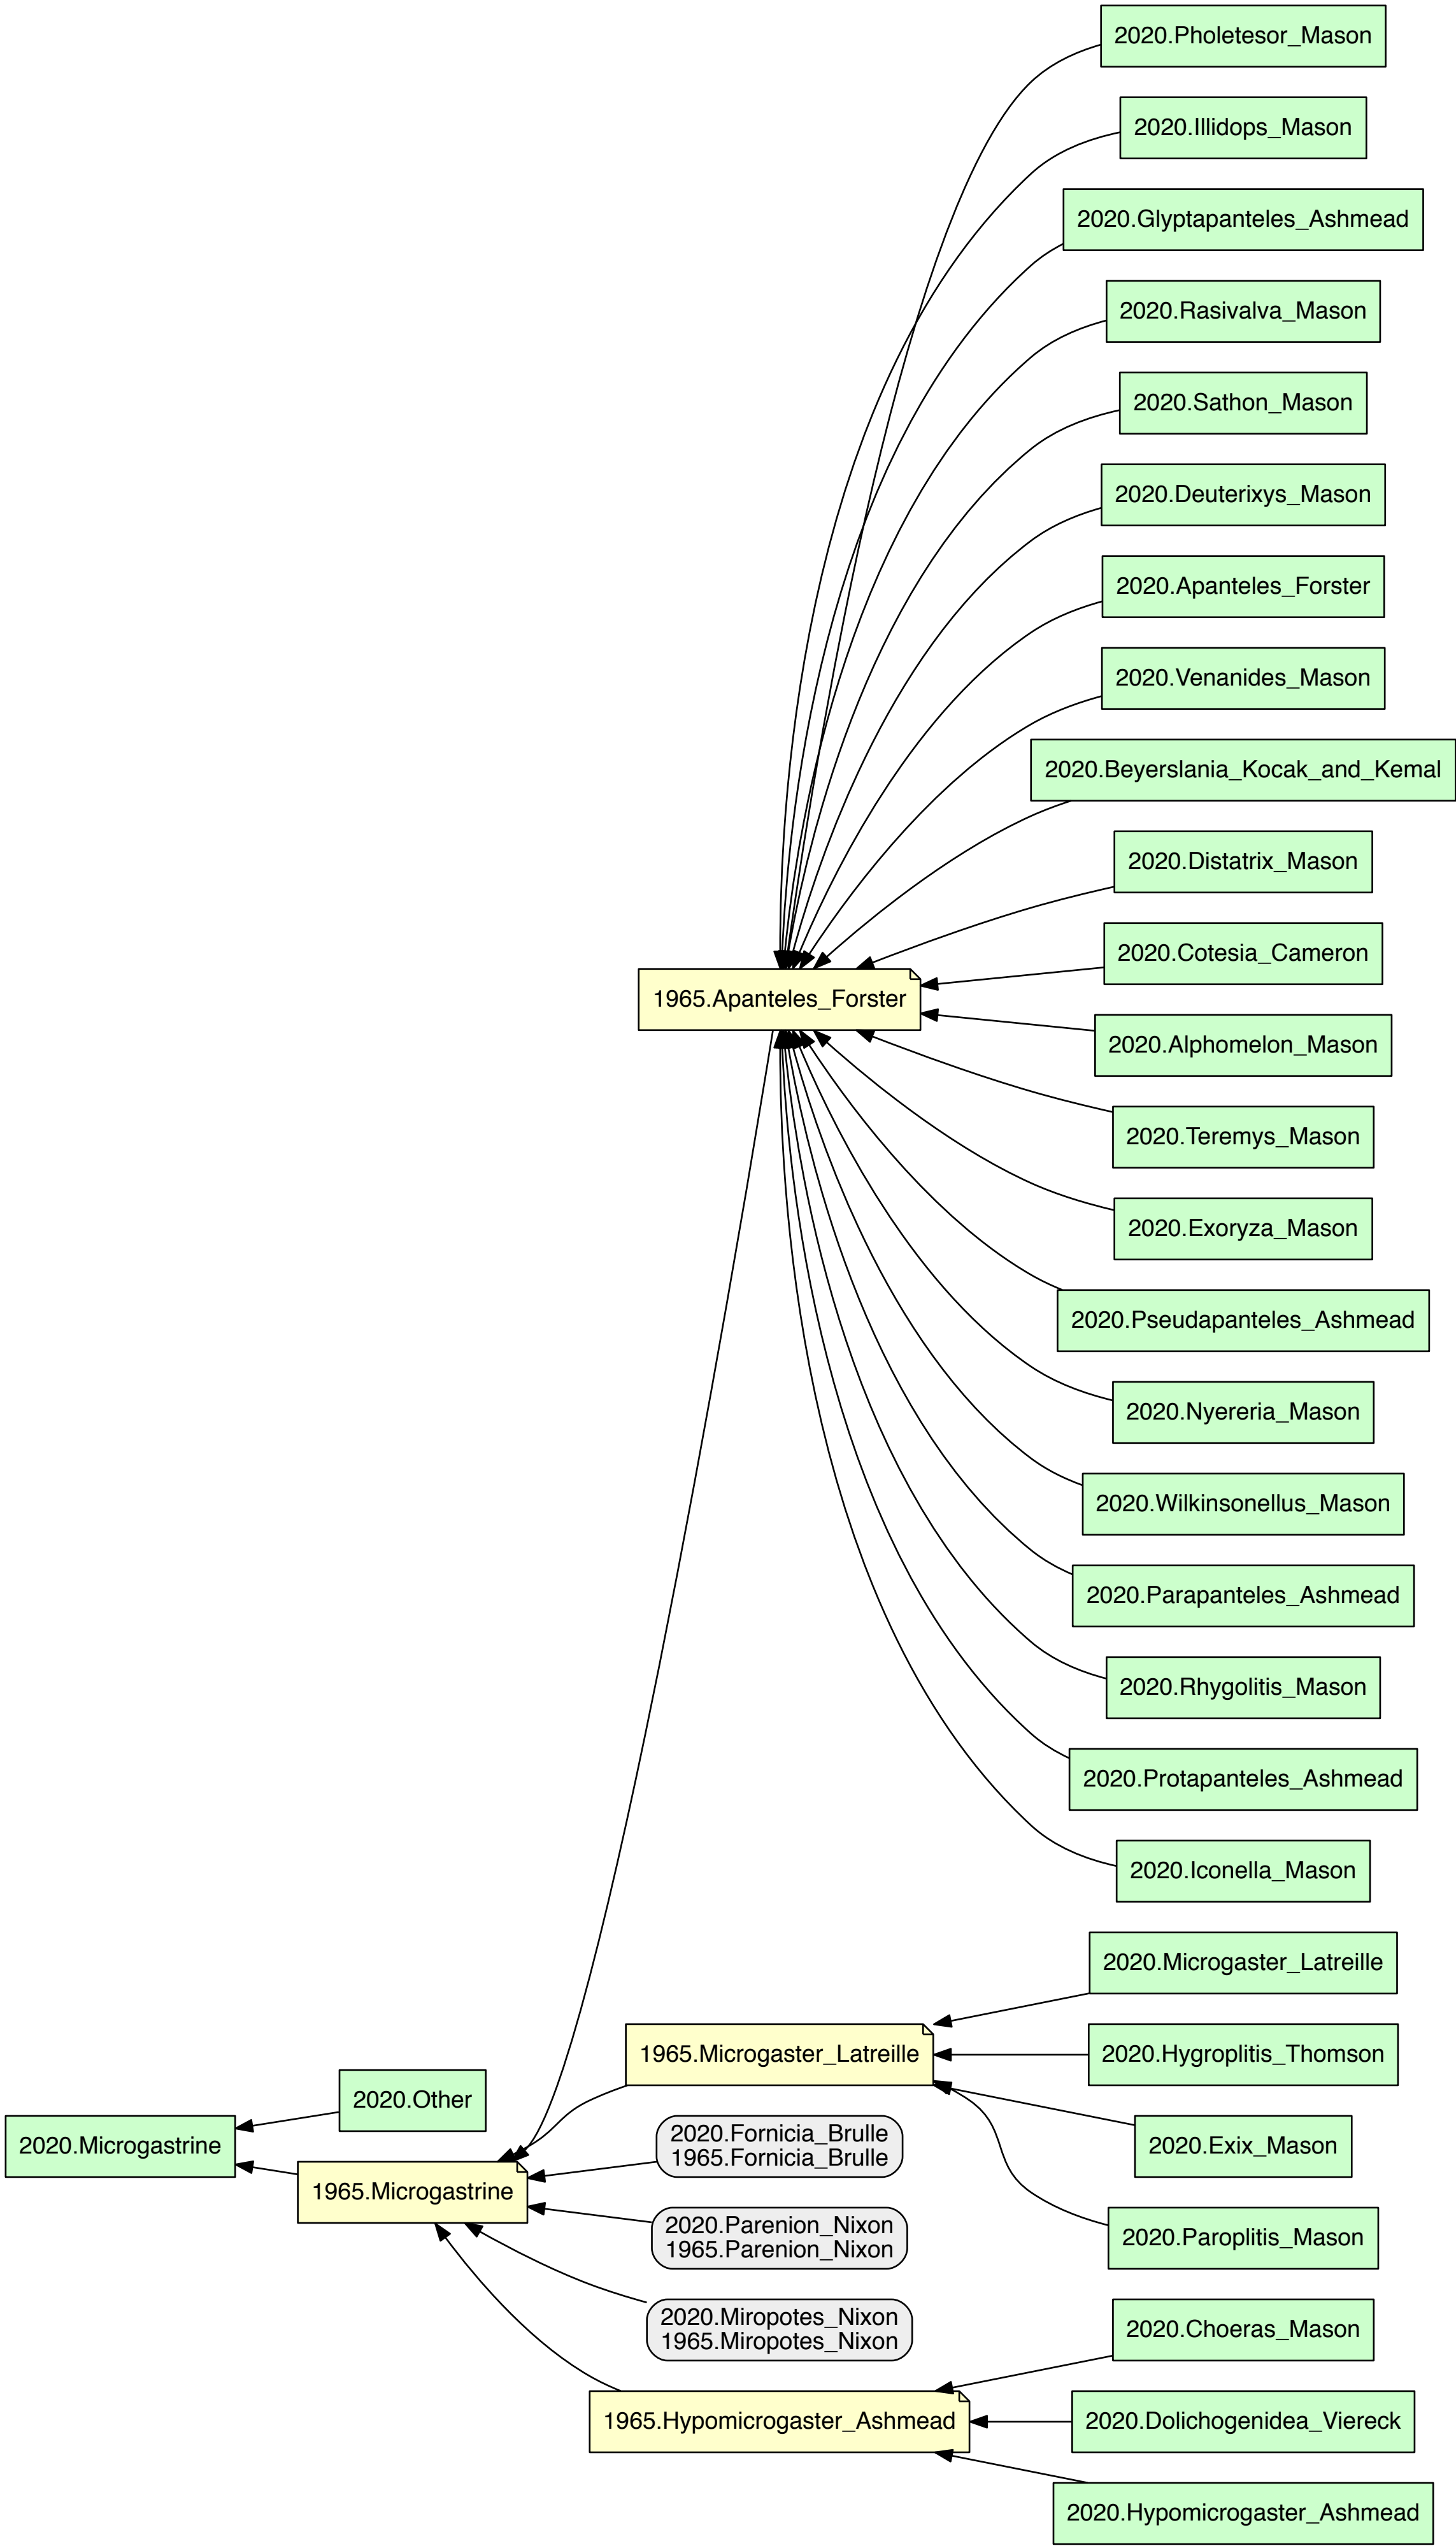 2020.Pholetesor_Mason
2020.Illidops_Mason
2020.Glyptapanteles_Ashmead
2020.Rasivalva_Mason
2020.Sathon_Mason
2020.Deuterixys_Mason
2020.Apanteles_Forster
2020.Venanides_Mason
2020.Beyerslania_Kocak_and_Kemal
2020.Distatrix_Mason
2020.Cotesia_Cameron
1965.Apanteles_Forster
2020.Alphomelon_Mason
2020.Teremys_Mason
2020.Exoryza_Mason
2020.Pseudapanteles_Ashmead
2020.Nyereria_Mason
2020.Wilkinsonellus_Mason
2020.Parapanteles_Ashmead
2020.Rhygolitis_Mason
2020.Protapanteles_Ashmead
2020.Iconella_Mason
2020.Microgaster_Latreille
1965.Microgaster_Latreille
2020.Hygroplitis_Thomson
2020.Other
2020.Microgastrine
2020.Fornicia_Brulle
1965.Fornicia_Brulle
2020.Exix_Mason
1965.Microgastrine
2020.Parenion_Nixon
1965.Parenion_Nixon
2020.Paroplitis_Mason
2020.Miropotes_Nixon
1965.Miropotes_Nixon
2020.Choeras_Mason
1965.Hypomicrogaster_Ashmead
2020.Dolichogenidea_Viereck
2020.Hypomicrogaster_Ashmead